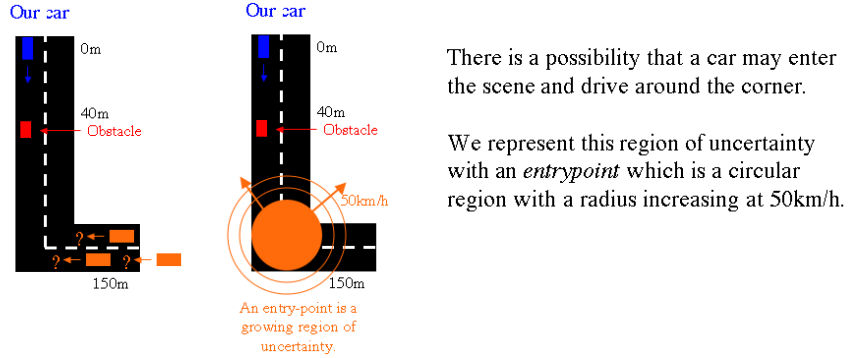 Our car
Our car
0m
0m
There is a possibility that a car may enter
the scene and drive around the corner.
40m
Obstacle
40m
Obstacle
We represent this region of uncertainty
with an entrypoint which is a circular
region with a radius increasing at 50km/h.
50km/h
?
?
?
150m
150m
An entry-point is a
growing region of
uncertainty.